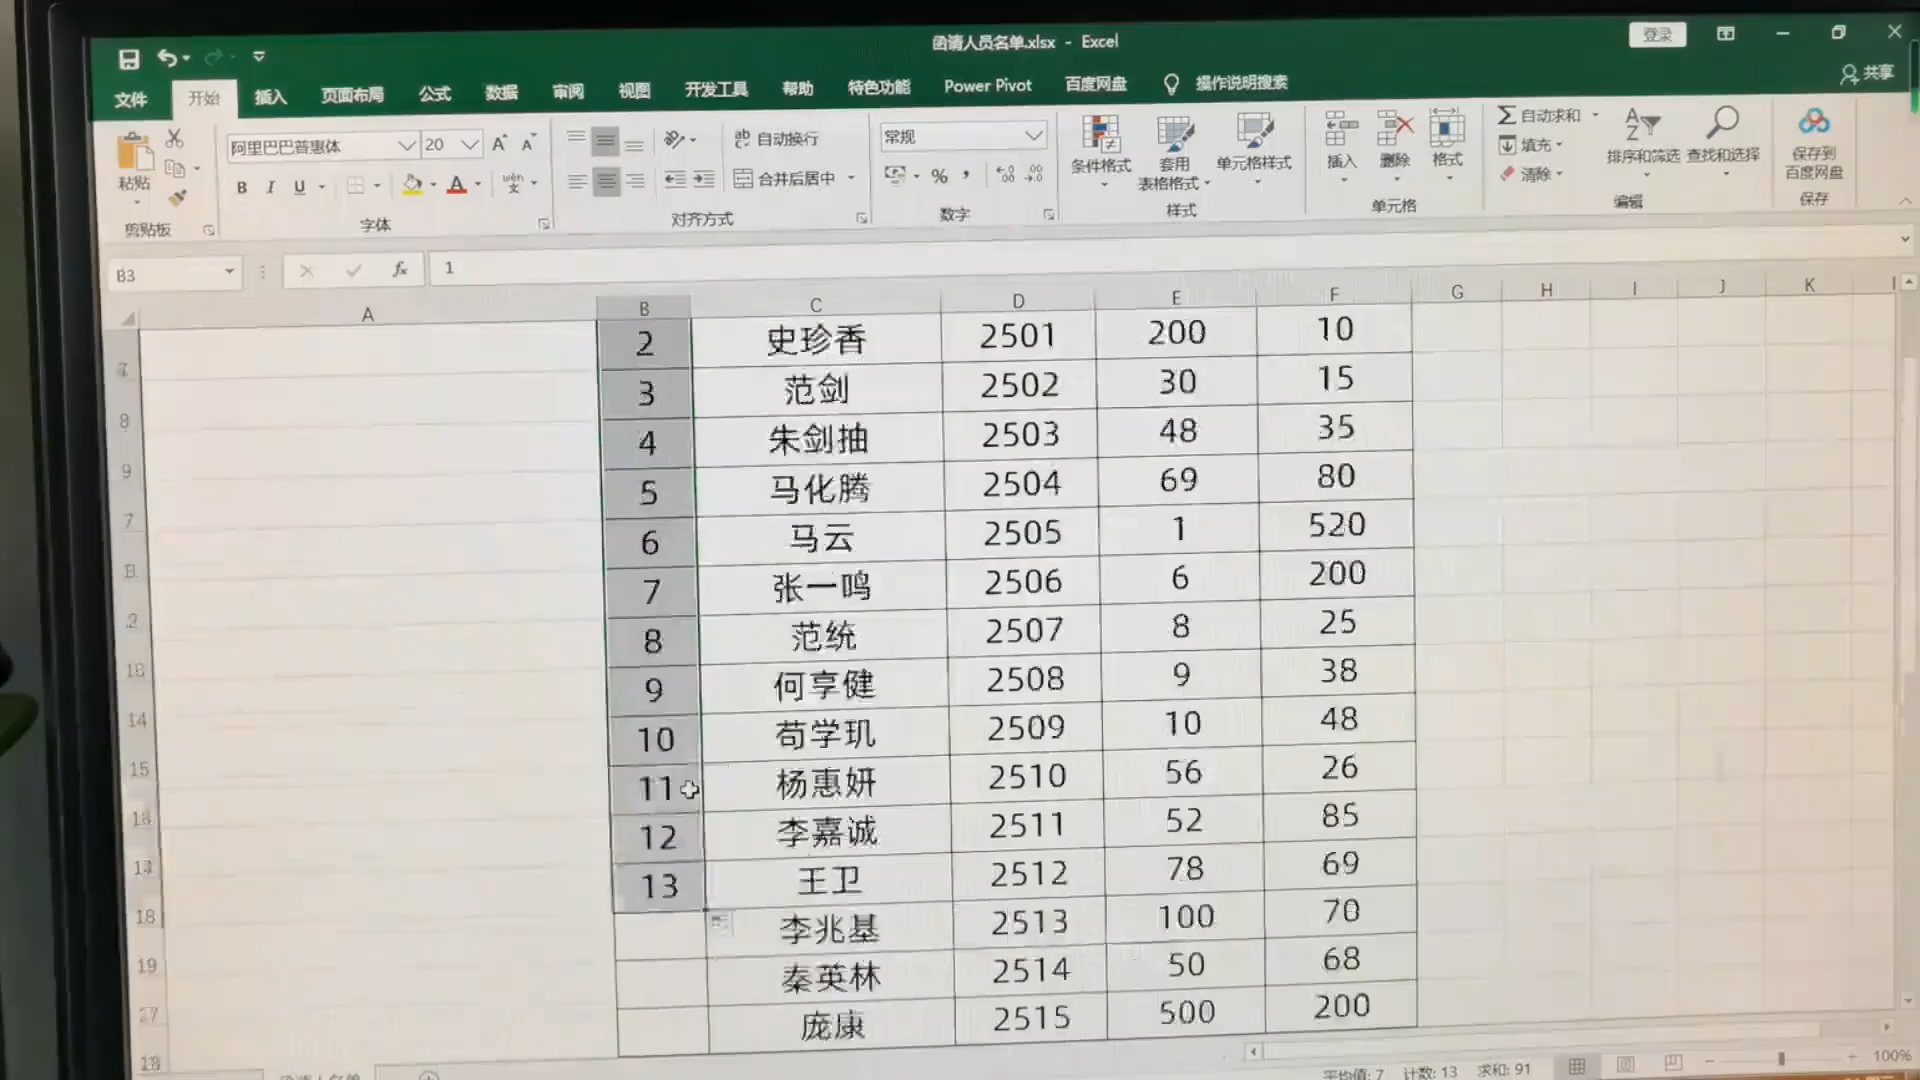 函请人员名单.xlsx - Excel
登录
文件 开始 插入 页面布局 公式 数据 审阅 视图 开发工具 帮助 特色功能 Power Pivot 百度网盘 操作说明搜索 共享
粘贴
剪贴板
阿里巴巴普惠体 20
B I U
字体
自动换行
合并后居中
对齐方式
常规
数字
条件格式 套用表格格式 单元格样式
样式
插入 删除 格式
单元格
自动求和
填充
清除
排序和筛选 查找和选择
编辑
保存到百度网盘
保存
B3 fx 1
A B C D E F G H I J K
2 史珍香 2501 200 10
3 范剑 2502 30 15
4 朱剑抽 2503 48 35
5 马化腾 2504 69 80
6 马云 2505 1 520
7 张一鸣 2506 6 200
8 范统 2507 8 25
9 何享健 2508 9 38
10 苟学玑 2509 10 48
11 杨惠妍 2510 56 26
12 李嘉诚 2511 52 85
13 王卫 2512 78 69
李兆基 2513 100 70
秦英林 2514 50 68
庞康 2515 500 200
平均值: 7 计数: 13 求和: 91 100%